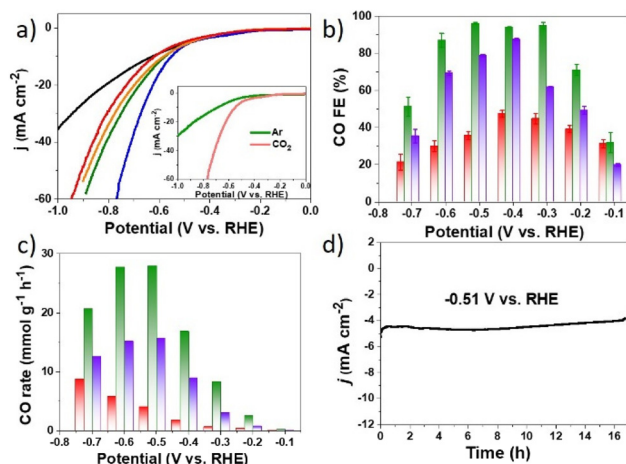 a)
j (mA cm⁻²)
0
-20
-40
-60
-1.0 -0.8 -0.6 -0.4 -0.2 0.0
Potential (V vs. RHE)
0
-20
-40
-60
-1.0 -0.8 -0.6 -0.4 -0.2 0.0
Potential (V vs. RHE)
j (mA cm⁻²)
Ar
CO₂
b)
CO FE (%)
100
80
60
40
20
0
-0.8 -0.7 -0.6 -0.5 -0.4 -0.3 -0.2 -0.1
Potential (V vs. RHE)
c)
CO rate (mmol g⁻¹ h⁻¹)
30
20
10
0
-0.8 -0.7 -0.6 -0.5 -0.4 -0.3 -0.2 -0.1
Potential (V vs. RHE)
d)
j (mA cm⁻²)
4
2
0
-2
-4
-6
-8
-10
-12
-0.51 V vs. RHE
0 2 4 6 8 10 12 14 16
Time (h)